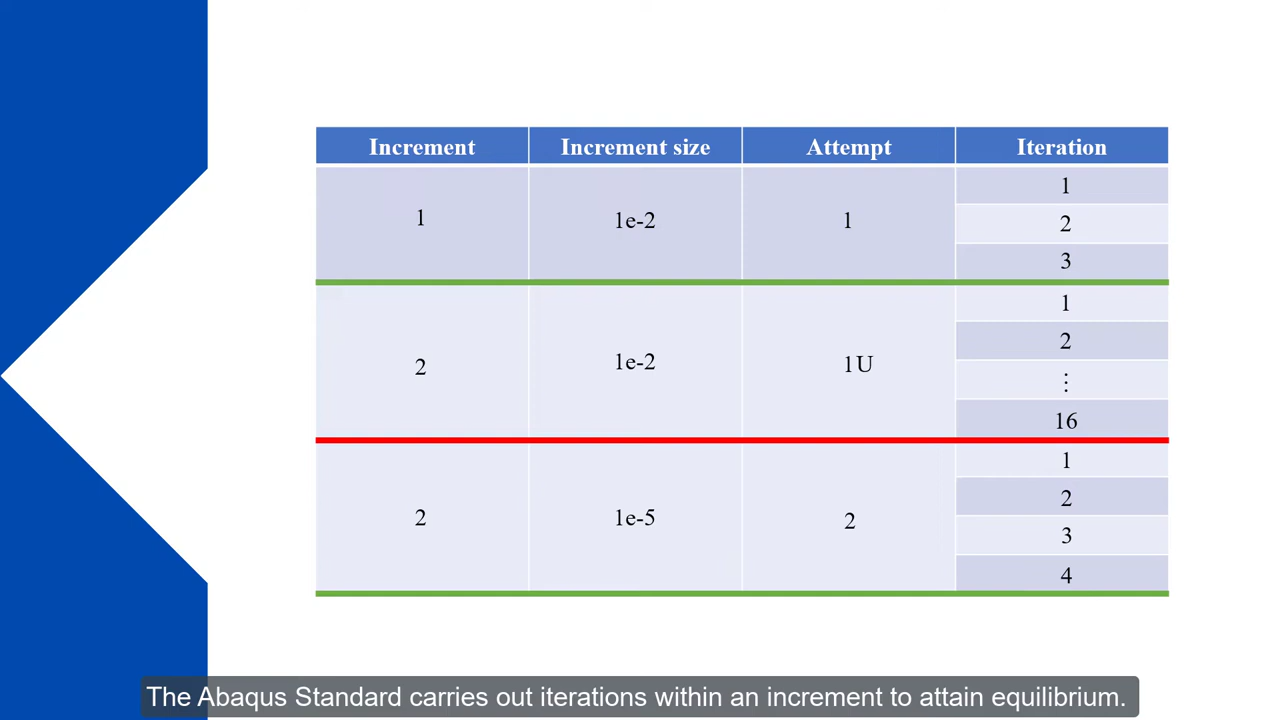 Increment Increment size Attempt Iteration
1 1e-2 1 1
2
3
2 1e-2 1U 1
2
⋮
16
2 1e-5 2 1
2
3
4
The Abaqus Standard carries out iterations within an increment to attain equilibrium.